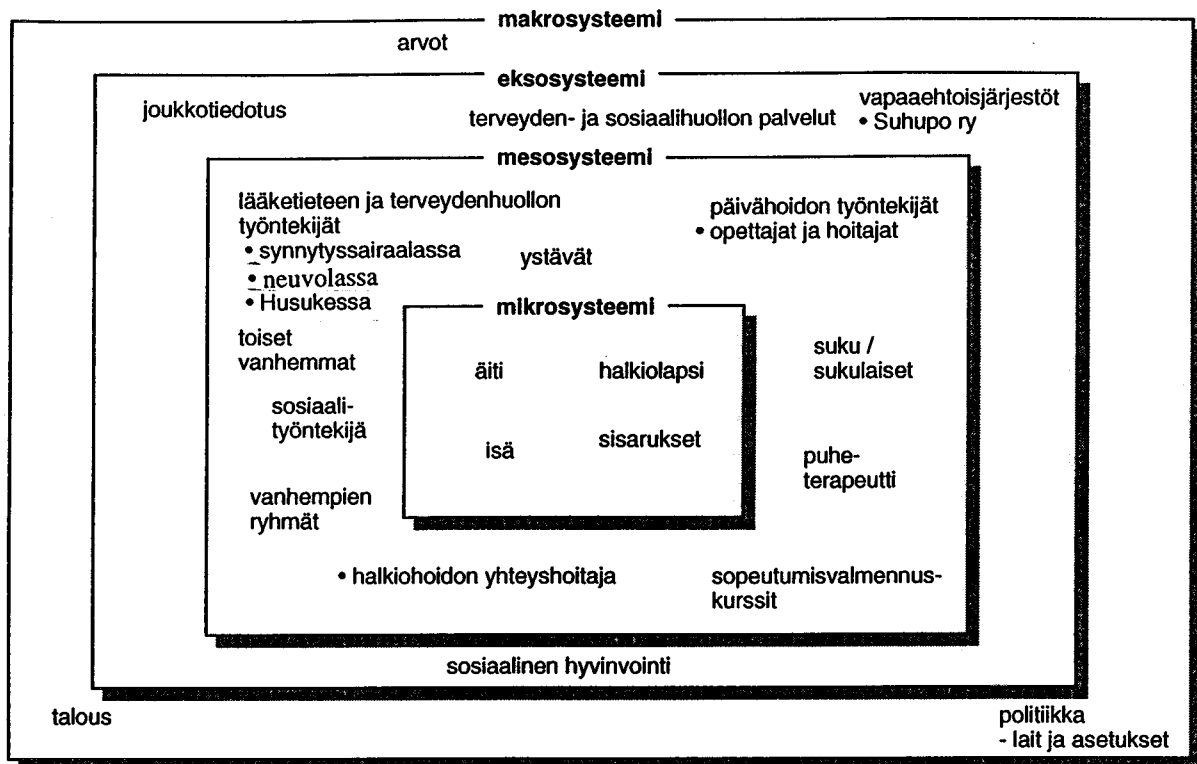 makrosysteemi
arvot
eksosysteemi
joukkotiedotus
terveyden- ja sosiaalihuollon palvelut
vapaaehtoisjärjestöt
• Suhupo ry
mesosysteemi
lääketieteen ja terveydenhuollon
työntekijät
• synnytyssairaalassa
• neuvolassa
• Husukessa
ystävät
päivähoidon työntekijät
• opettajat ja hoitajat
mikrosysteemi
toiset
vanhemmat
äiti
halkiolapsi
suku /
sukulaiset
sosiaali-
työntekijä
isä
sisarukset
puhe-
terapeutti
vanhempien
ryhmät
• halkiohoidon yhteyshoitaja
sopeutumisvalmennus-
kurssit
sosiaalinen hyvinvointi
talous
politiikka
- lait ja asetukset